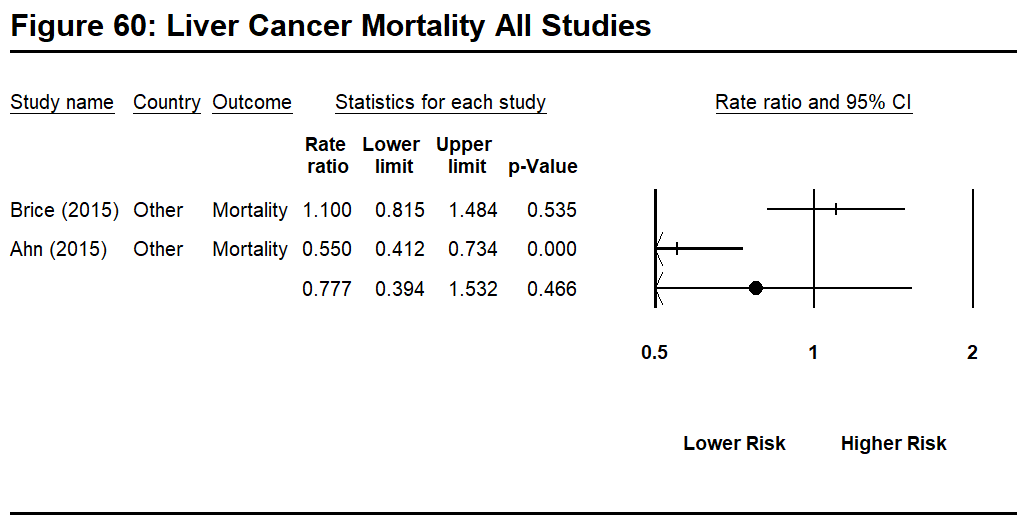 Figure 60: Liver Cancer Mortality All Studies
Study name Country Outcome Statistics for each study Rate ratio and 95% CI
Rate Lower Upper
ratio limit limit p-Value
Brice (2015) Other Mortality 1.100 0.815 1.484 0.535
Ahn (2015) Other Mortality 0.550 0.412 0.734 0.000
0.777 0.394 1.532 0.466
0.5 1 2
Lower Risk Higher Risk